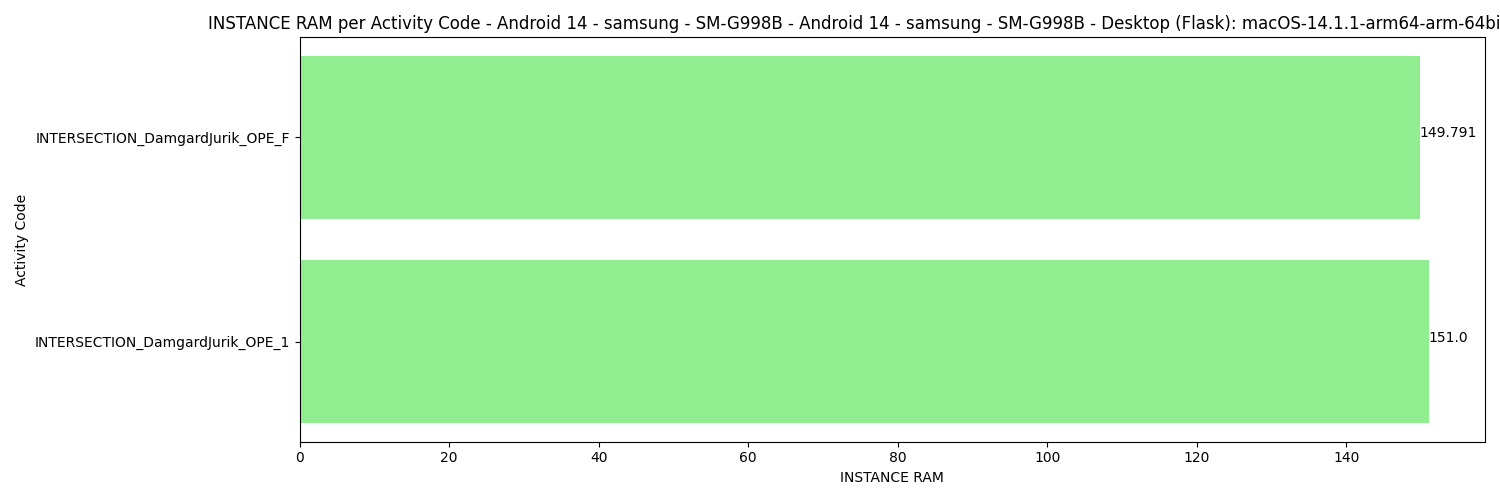 INSTANCE RAM per Activity Code - Android 14 - samsung - SM-G998B - Android 14 - samsung - SM-G998B - Desktop (Flask): macOS-14.1.1-arm64-arm-64bi
INTERSECTION_DamgardJurik_OPE_F
149.791
Activity Code
INTERSECTION_DamgardJurik_OPE_1
151.0
0 20 40 60 80 100 120 140
INSTANCE RAM